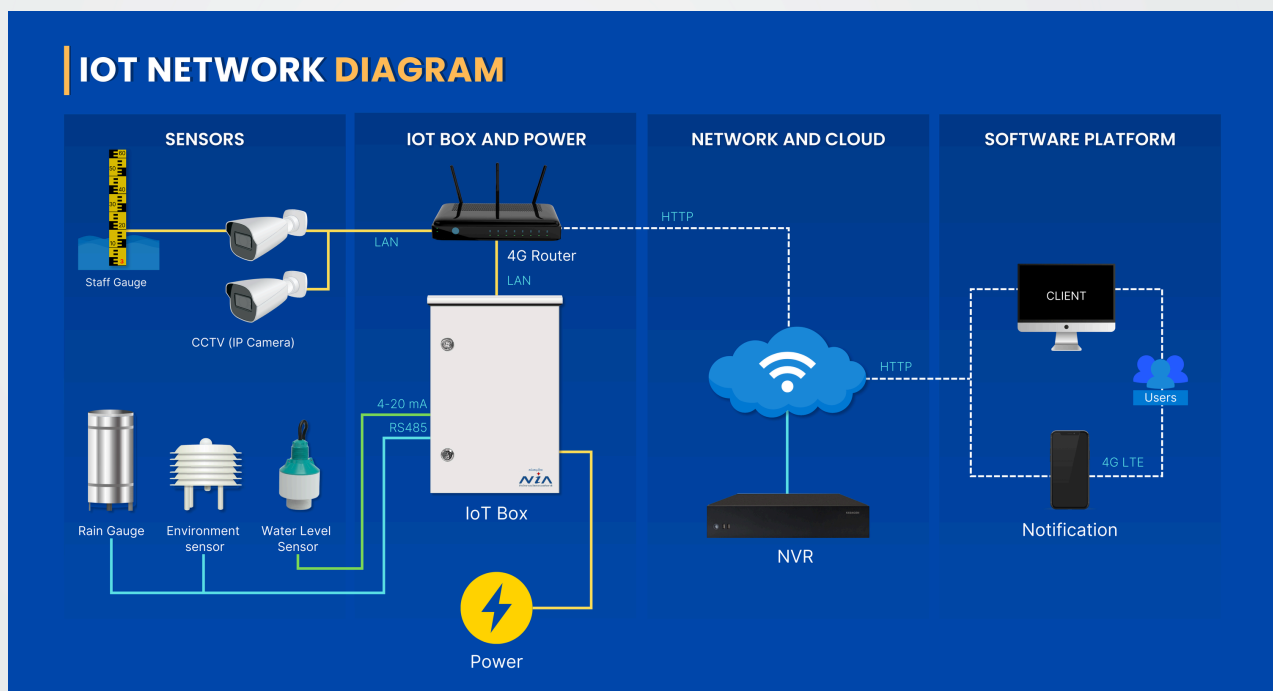 IOT NETWORK DIAGRAM
SENSORS
Staff Gauge
CCTV (IP Camera)
Rain Gauge
Environment
sensor
Water Level
Sensor
IOT BOX AND POWER
LAN
4G Router
LAN
4-20 mA
RS485
NiA
IoT Box
Power
NETWORK AND CLOUD
HTTP
HTTP
NVR
SOFTWARE PLATFORM
CLIENT
Users
4G LTE
Notification